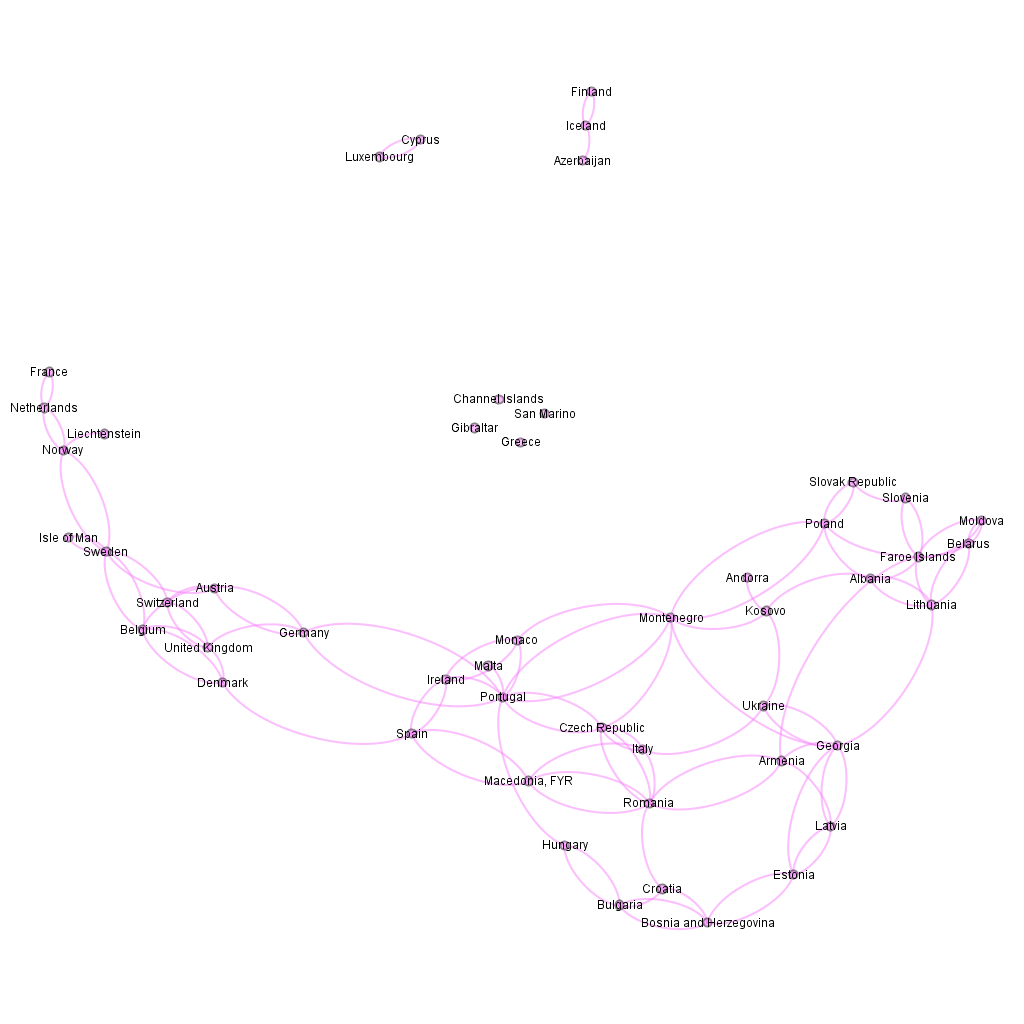 Finland
Iceland
Cyprus
Luxembourg
Azerbaijan
France
Channel Islands
Netherlands
San Marino
Gibraltar
Liechtenstein
Greece
Norway
Slovak Republic
Slovenia
Moldova
Poland
Isle of Man
Belarus
Sweden
Faroe Islands
Andorra
Albania
Austria
Switzerland
Lithuania
Kosovo
Montenegro
Belgium
Germany
Monaco
United Kingdom
Malta
Ireland
Denmark
Portugal
Ukraine
Czech Republic
Spain
Georgia
Italy
Armenia
Macedonia, FYR
Romania
Latvia
Hungary
Estonia
Croatia
Bulgaria
Bosnia and Herzegovina